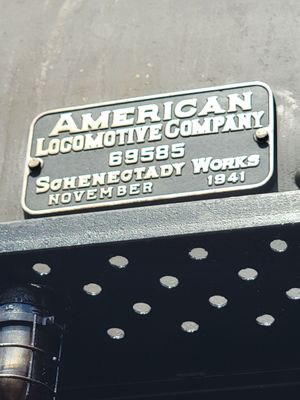 AMERICAN
LOCOMOTIVE COMPANY
69585
SCHENECTADY WORKS
NOVEMBER 1941